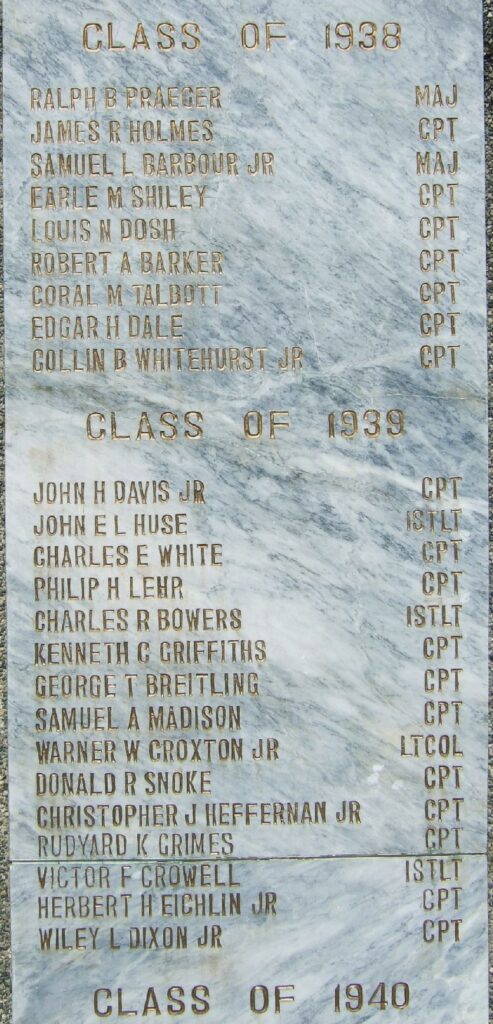 CLASS OF 1938
RALPH B PRAEGER MAJ
JAMES R HOLMES CPT
SAMUEL L BARBOUR JR MAJ
EARLE M SHILEY CPT
LOUIS N DOSH CPT
ROBERT A BARKER CPT
CORAL M TALBOTT CPT
EDGAR H DALE CPT
COLLIN B WHITEHURST JR CPT
CLASS OF 1939
JOHN H DAVIS JR CPT
JOHN E L HUSE 1STLT
CHARLES E WHITE CPT
PHILIP H LEHR CPT
CHARLES R BOWERS 1STLT
KENNETH C GRIFFITHS CPT
GEORGE T BREITLING CPT
SAMUEL A MADISON CPT
WARNER W CROXTON JR LTCOL
DONALD R SNOKE CPT
CHRISTOPHER J HEFFERNAN JR CPT
RUDYARD K GRIMES CPT
VICTOR F CROWELL 1STLT
HERBERT H EICHLIN JR CPT
WILEY L DIXON JR CPT
CLASS OF 1940